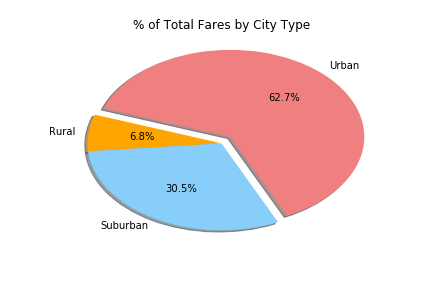 % of Total Fares by City Type
Urban
62.7%
Rural
6.8%
30.5%
Suburban